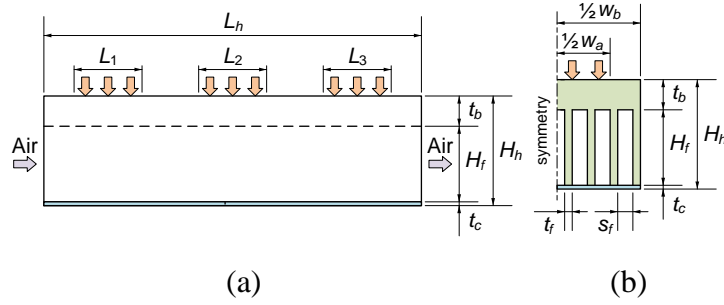 L_h
L_1
L_2
L_3
Air
Air
t_b
H_f
H_h
t_c
(a)
½ w_b
½ w_a
symmetry
t_b
H_f
H_h
t_c
t_f
s_f
(b)